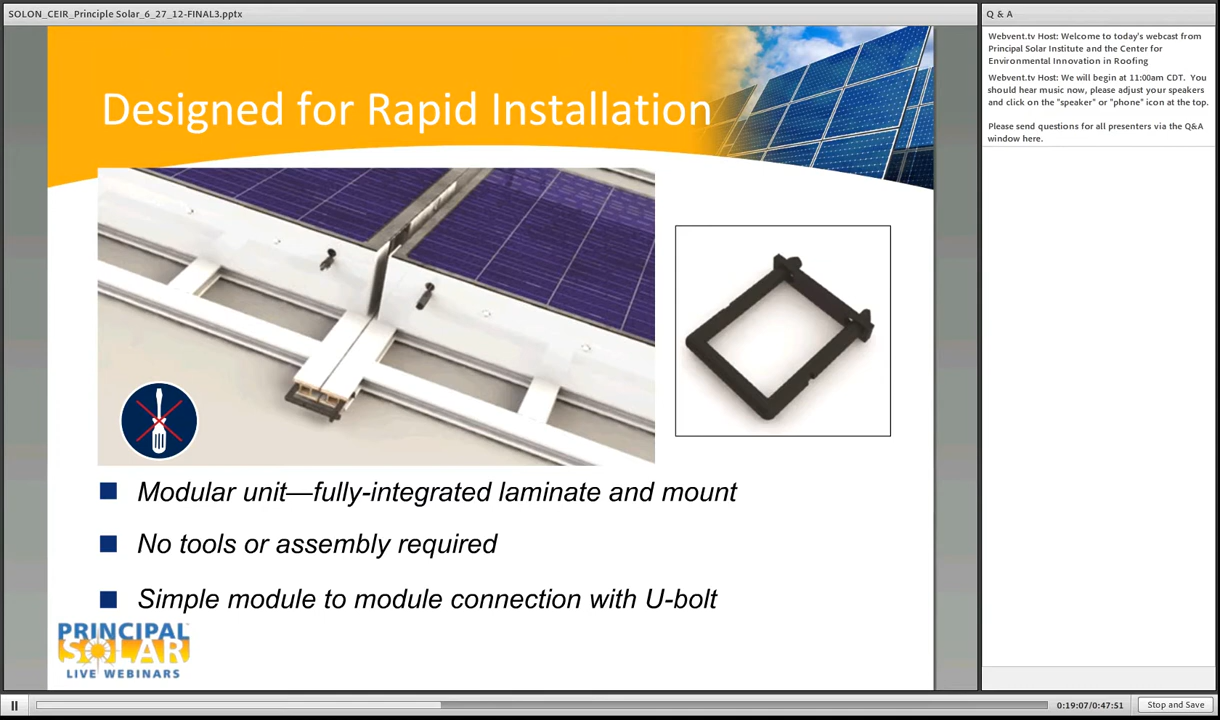 SOLON_CEIR_Principle Solar_6_27_12-FINAL3.pptx
Designed for Rapid Installation
Modular unit—fully-integrated laminate and mount
No tools or assembly required
Simple module to module connection with U-bolt
PRINCIPAL
SOLAR
LIVE WEBINARS
Q & A
Webvent.tv Host: Welcome to today's webcast from
Principal Solar Institute and the Center for
Environmental Innovation in Roofing
Webvent.tv Host: We will begin at 11:00am CDT.  You
should hear music now, please adjust your speakers
and click on the "speaker" or "phone" icon at the top.
Please send questions for all presenters via the Q&A
window here.
0:19:07/0:47:51
Stop and Save